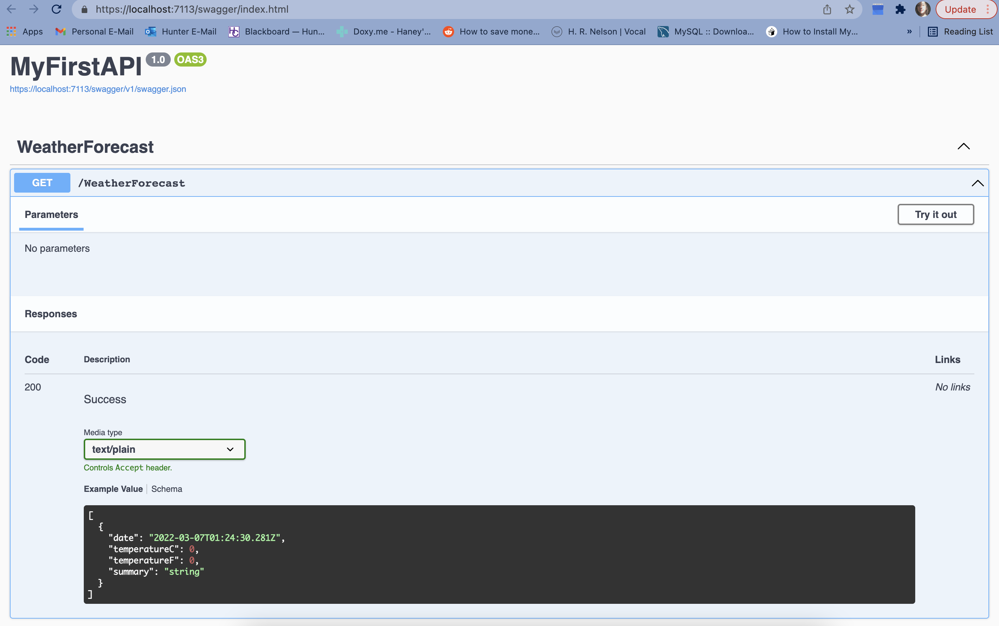 https://localhost:7113/swagger/index.html
Update
Apps Personal E-Mail Hunter E-Mail Blackboard — Hun... Doxy.me - Haney'... How to save mone... H. R. Nelson | Vocal MySQL :: Downloa... How to Install My... » Reading List
MyFirstAPI 1.0 OAS3
https://localhost:7113/swagger/v1/swagger.json
WeatherForecast
GET /WeatherForecast
Parameters Try it out
No parameters
Responses
Code Description Links
200 No links
Success
Media type
text/plain
Controls Accept header.
Example Value Schema
[
{
"date": "2022-03-07T01:24:30.281Z",
"temperatureC": 0,
"temperatureF": 0,
"summary": "string"
}
]